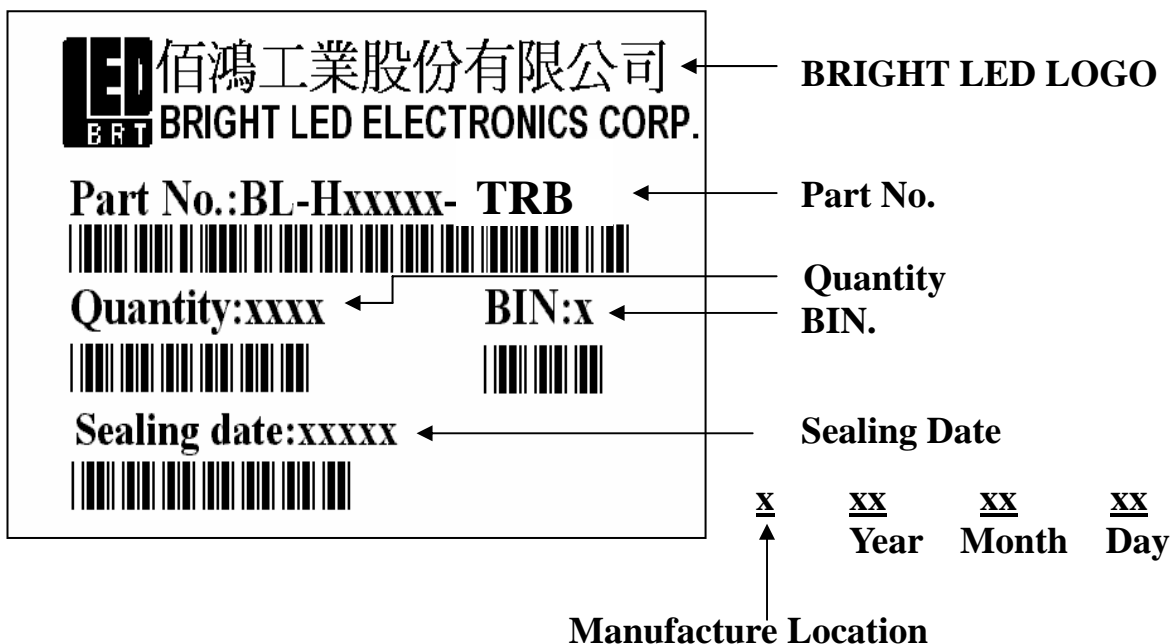 LED 佰鴻工業股份有限公司
BRT BRIGHT LED ELECTRONICS CORP.
BRIGHT LED LOGO
Part No.:BL-Hxxxxx- TRB
Part No.
Quantity:xxxx
BIN:x
Quantity
BIN.
Sealing date:xxxxx
Sealing Date
x xx xx xx
Year Month Day
Manufacture Location